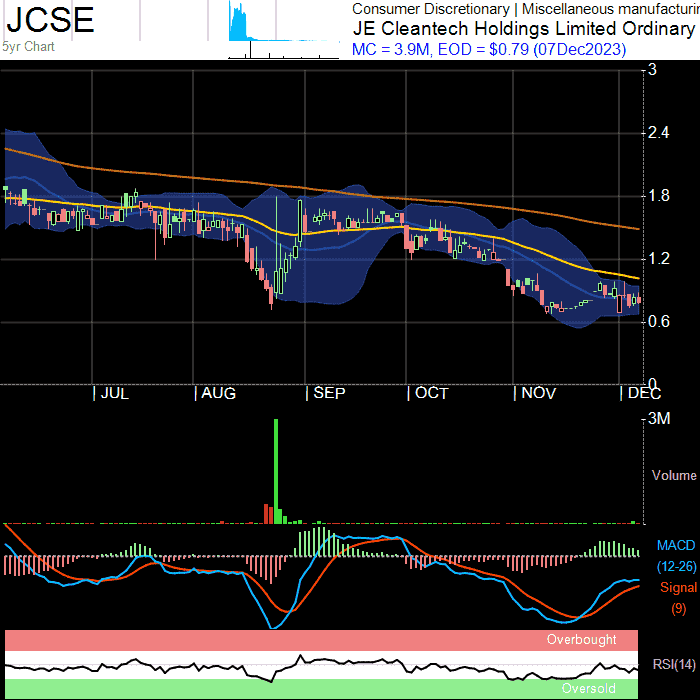 JCSE
5yr Chart
Consumer Discretionary | Miscellaneous manufacturin
JE Cleantech Holdings Limited Ordinary
MC = 3.9M, EOD = $0.79 (07Dec2023)
3
2.4
1.8
1.2
0.6
0
JUL AUG SEP OCT NOV DEC
3M
Volume
MACD
(12-26)
Signal
(9)
Overbought
RSI(14)
Oversold